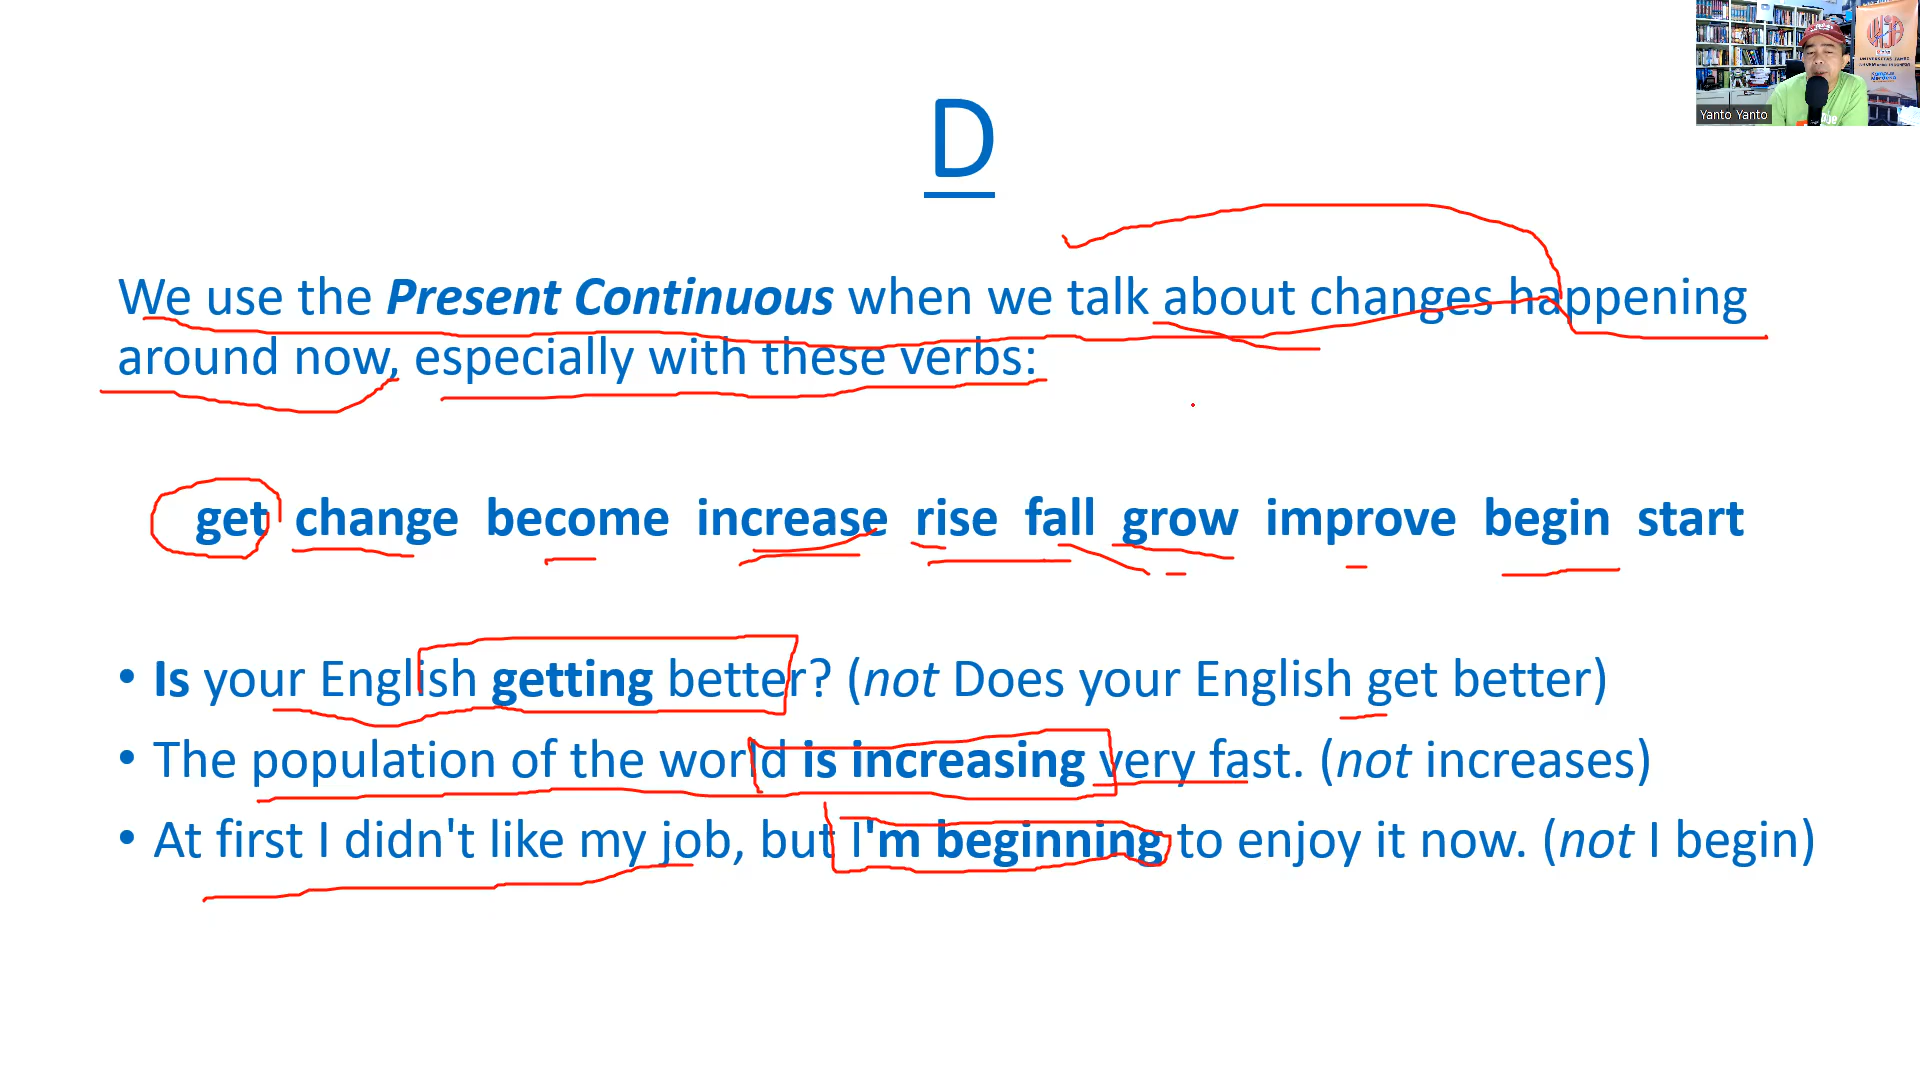 D
We use the Present Continuous when we talk about changes happening
around now, especially with these verbs:
get change become increase rise fall grow improve begin start
• Is your English getting better? (not Does your English get better)
• The population of the world is increasing very fast. (not increases)
• At first I didn't like my job, but I'm beginning to enjoy it now. (not I begin)
Yanto Yanto
Kampus
Merdeka